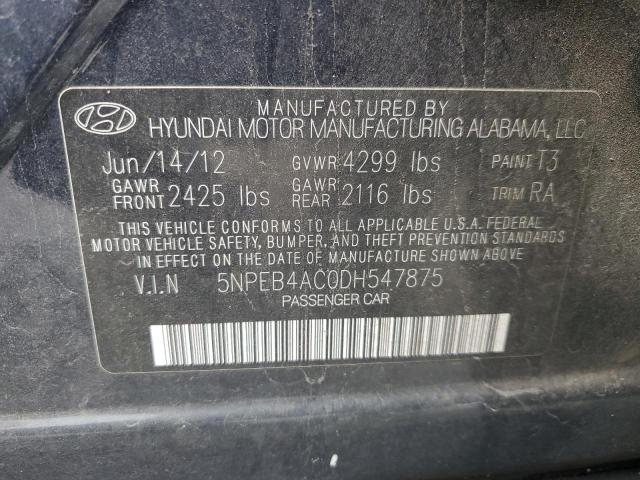 MANUFACTURED BY
HYUNDAI MOTOR MANUFACTURING ALABAMA, LLC
Jun/14/12 GVWR 4299 lbs PAINT T3
GAWR FRONT 2425 lbs GAWR REAR 2116 lbs TRIM RA
THIS VEHICLE CONFORMS TO ALL APPLICABLE U.S.A. FEDERAL
MOTOR VEHICLE SAFETY, BUMPER, AND THEFT PREVENTION STANDARDS
IN EFFECT ON THE DATE OF MANUFACTURE SHOWN ABOVE
V.I.N 5NPEB4AC0DH547875
PASSENGER CAR